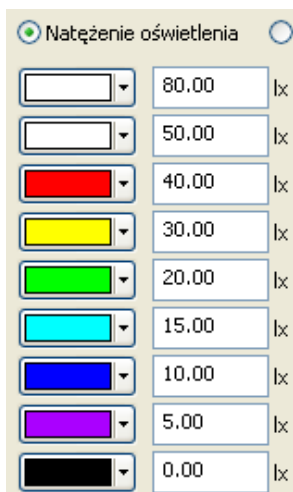 Natężenie oświetlenia
80.00 lx
50.00 lx
40.00 lx
30.00 lx
20.00 lx
15.00 lx
10.00 lx
5.00 lx
0.00 lx